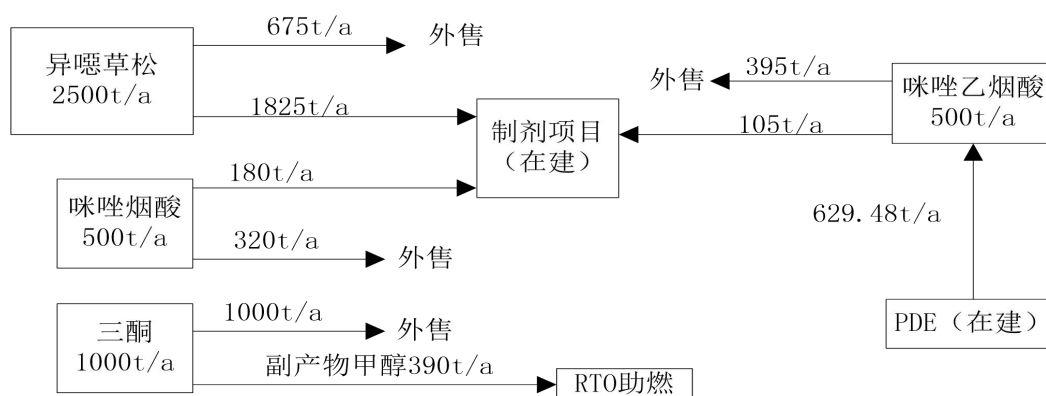 675t/a
外售
异噁草松
2500t/a
1825t/a
制剂项目
（在建）
外售
395t/a
105t/a
咪唑乙烟酸
500t/a
180t/a
咪唑烟酸
500t/a
320t/a
外售
629.48t/a
PDE（在建）
三酮
1000t/a
1000t/a
外售
副产物甲醇390t/a
RTO助燃